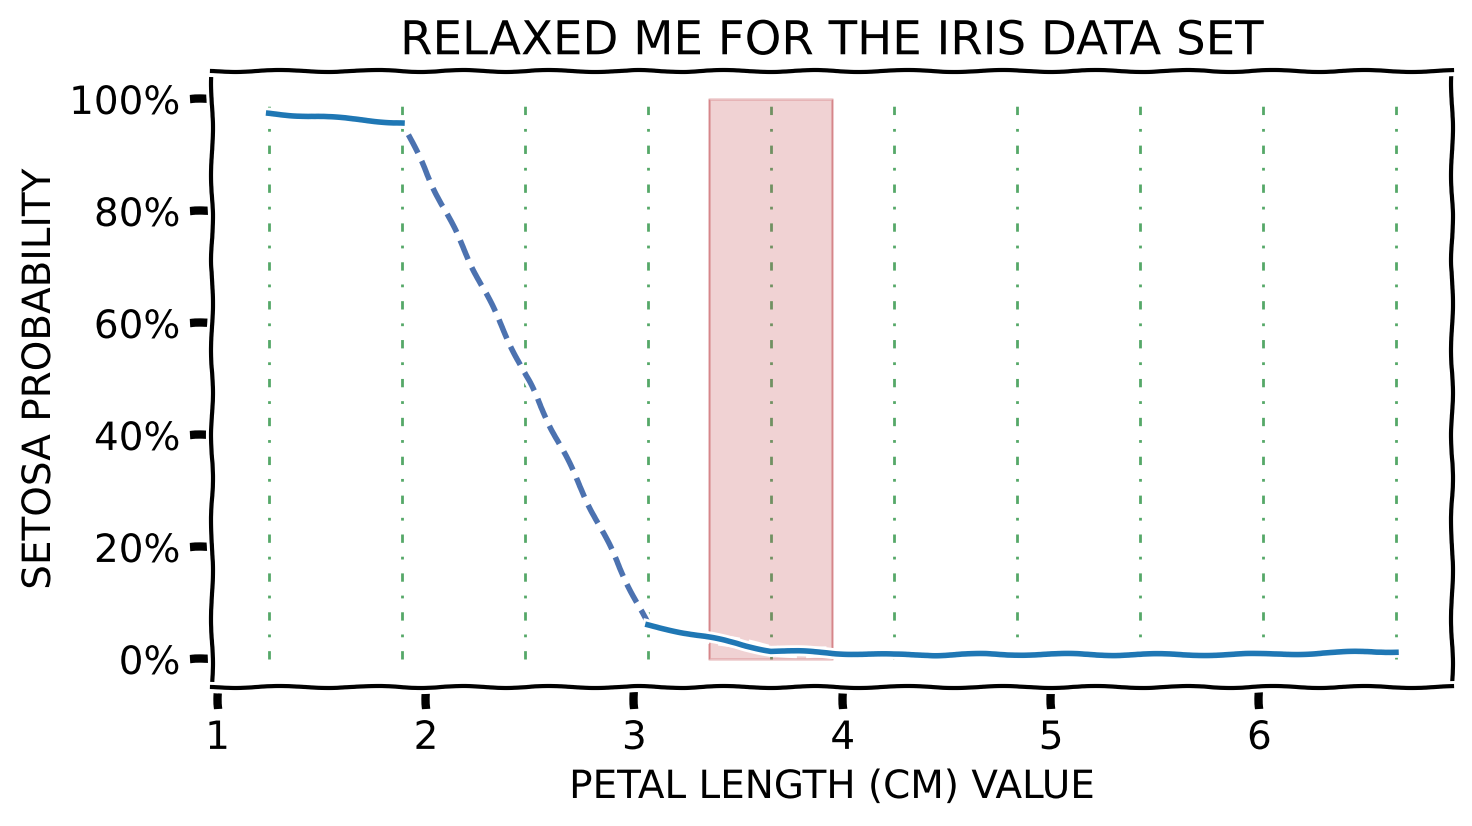 RELAXED ME FOR THE IRIS DATA SET
SETOSA PROBABILITY
100%
80%
60%
40%
20%
0%
1 2 3 4 5 6
PETAL LENGTH (CM) VALUE